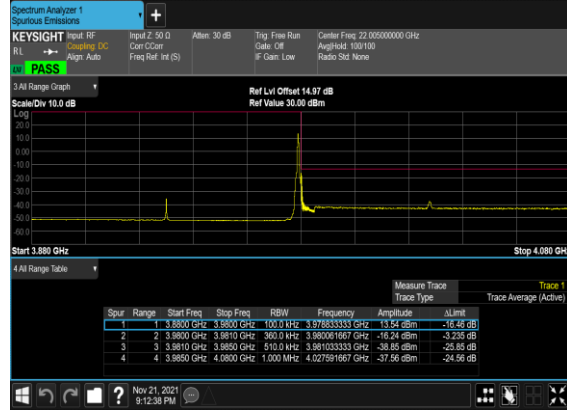 Spectrum Analyzer 1
Spurious Emissions
+
KEYSIGHT
Input: RF
Input Z: 50 Ω
Atten: 30 dB
Trig: Free Run
Center Freq: 22.005000000 GHz
RL
Coupling: DC
Corr CCorr
Gate: Off
Avg|Hold: 100/100
Align: Auto
Freq Ref: Int (S)
IF Gain: Low
Radio Std: None
PASS
3 All Range Graph
Ref Lvl Offset 14.97 dB
Scale/Div 10.0 dB
Ref Value 30.00 dBm
Log
20.0
10.0
0.00
-10.0
-20.0
-30.0
-40.0
-50.0
-60.0
Start 3.880 GHz
Stop 4.080 GH
4 All Range Table
Measure Trace Trace 1
Trace Type Trace Average (Active)
Spur Range Start Freq Stop Freq RBW Frequency Amplitude ΔLimit
1 1 3.8800 GHz 3.9800 GHz 100.0 kHz 3.978833333 GHz 13.54 dBm -16.46 dB
2 2 3.9800 GHz 3.9810 GHz 360.0 kHz 3.980061667 GHz -16.24 dBm -3.235 dB
3 3 3.9810 GHz 3.9850 GHz 510.0 kHz 3.981033333 GHz -38.85 dBm -25.85 dB
4 4 3.9850 GHz 4.0800 GHz 1.000 MHz 4.027591667 GHz -37.56 dBm -24.56 dB
?
Nov 21, 2021
9:12:38 PM